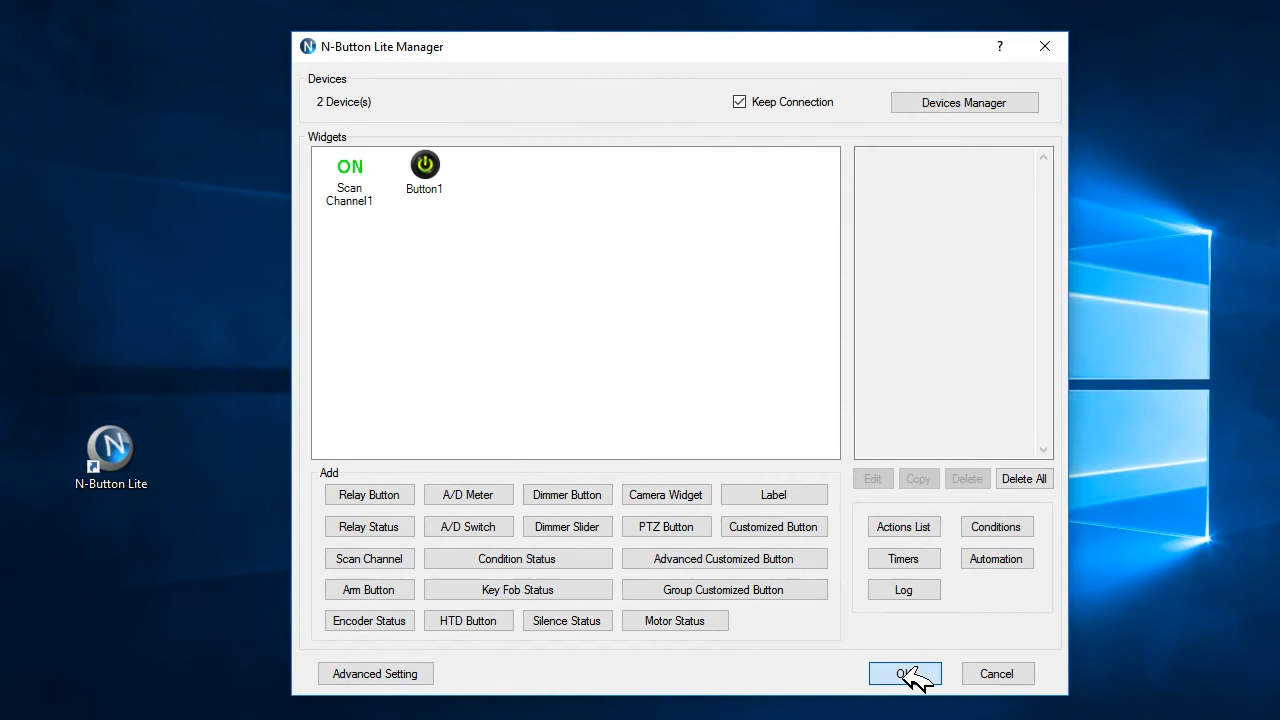 N-Button Lite Manager
?
Devices
2 Device(s)
Keep Connection
Devices Manager
Widgets
ON
Scan
Channel1
Button1
N
N-Button Lite
Edit
Copy
Delete
Delete All
Add
Relay Button
A/D Meter
Dimmer Button
Camera Widget
Label
Relay Status
A/D Switch
Dimmer Slider
PTZ Button
Customized Button
Scan Channel
Condition Status
Advanced Customized Button
Arm Button
Key Fob Status
Group Customized Button
Encoder Status
HTD Button
Silence Status
Motor Status
Actions List
Conditions
Timers
Automation
Log
Advanced Setting
Cancel